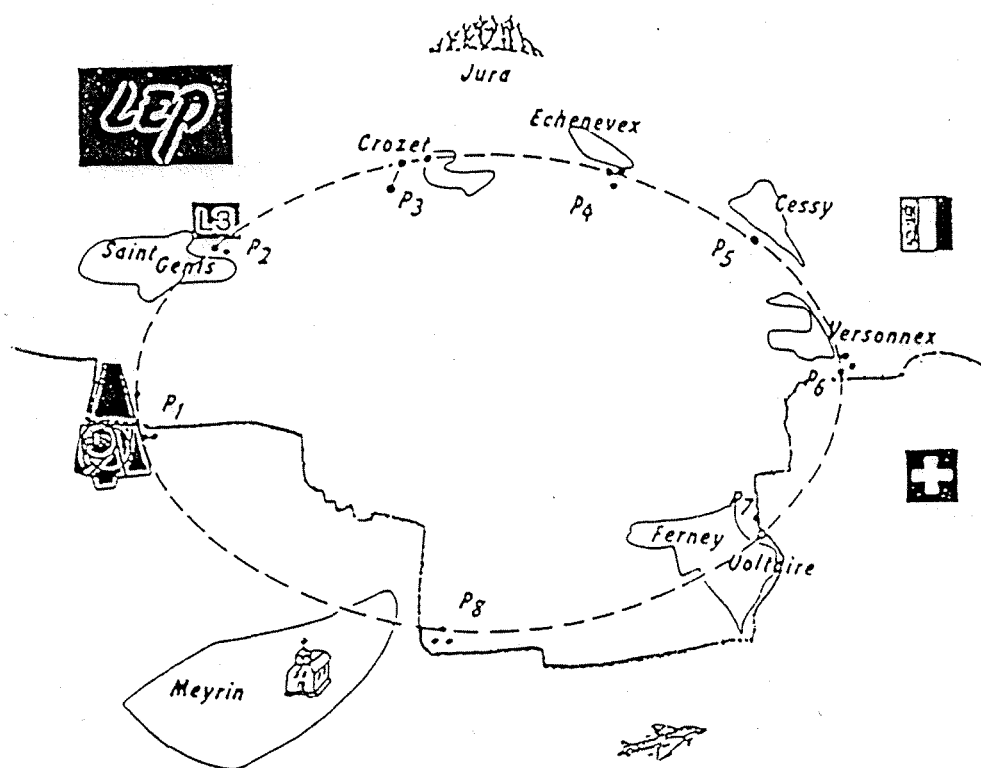 Jura
LEP
Echenevex
Crozet
P3
P4
Cessy
L3
P2
P5
Saint
Genis
Versonnex
P6
P1
P7
Ferney
Voltaire
P8
Meyrin